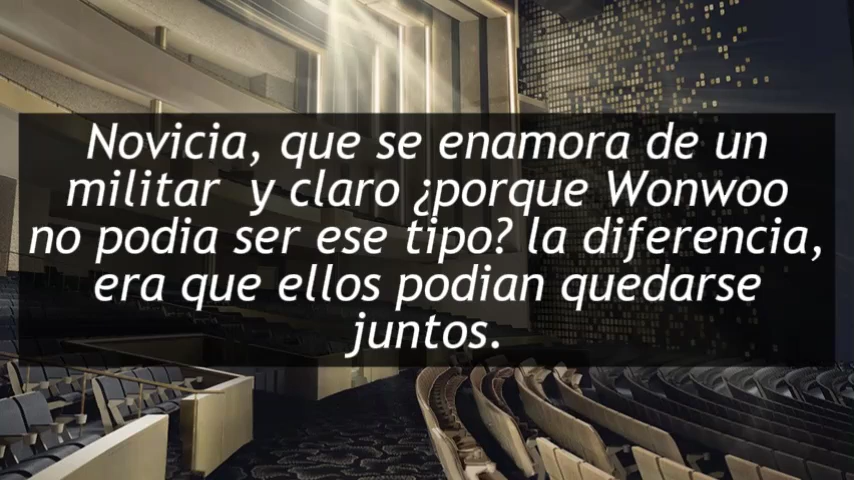 Novicia, que se enamora de un
militar y claro ¿porque Wonwoo
no podia ser ese tipo? la diferencia,
era que ellos podian quedarse
juntos.